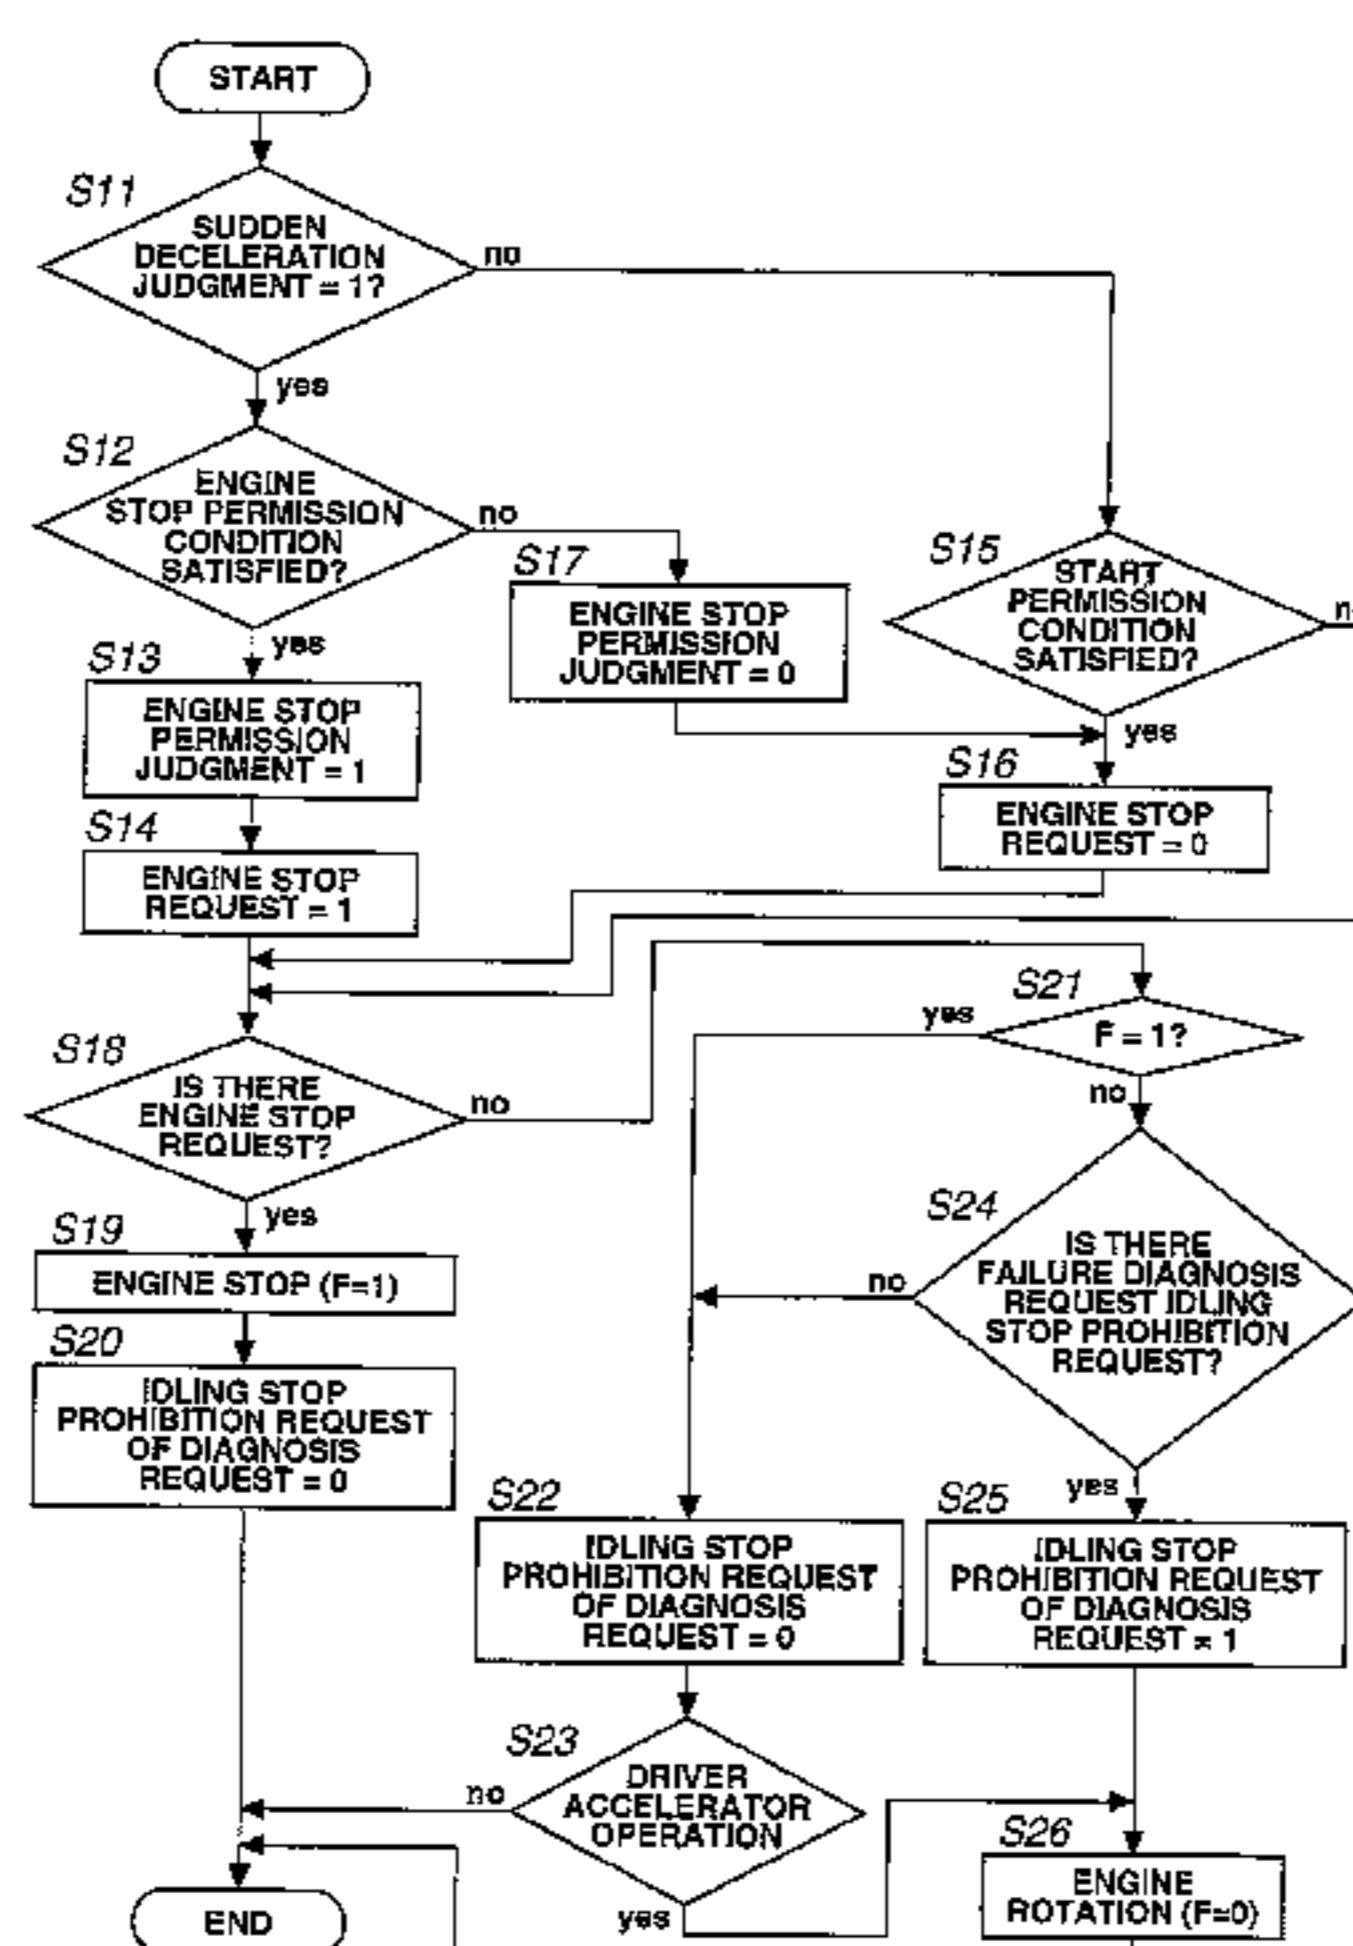 START
S11
SUDDEN
DECELERATION
JUDGMENT = 1?
no
yes
S12
ENGINE
STOP PERMISSION
CONDITION
SATISFIED?
no
yes
S17
ENGINE STOP
PERMISSION
JUDGMENT = 0
S15
START
PERMISSION
CONDITION
SATISFIED?
yes
S13
ENGINE STOP
PERMISSION
JUDGMENT = 1
S16
ENGINE STOP
REQUEST = 0
S14
ENGINE STOP
REQUEST = 1
S21
F = 1?
yes
no
S18
IS THERE
ENGINE STOP
REQUEST?
no
yes
S24
IS THERE
FAILURE DIAGNOSIS
REQUEST IDLING
STOP PROHIBITION
REQUEST?
no
yes
S19
ENGINE STOP (F=1)
S20
IDLING STOP
PROHIBITION REQUEST
OF DIAGNOSIS
REQUEST = 0
S22
IDLING STOP
PROHIBITION REQUEST
OF DIAGNOSIS
REQUEST = 0
S25
IDLING STOP
PROHIBITION REQUEST
OF DIAGNOSIS
REQUEST = 1
S23
DRIVER
ACCELERATOR
OPERATION
no
yes
S26
ENGINE
ROTATION (F=0)
END